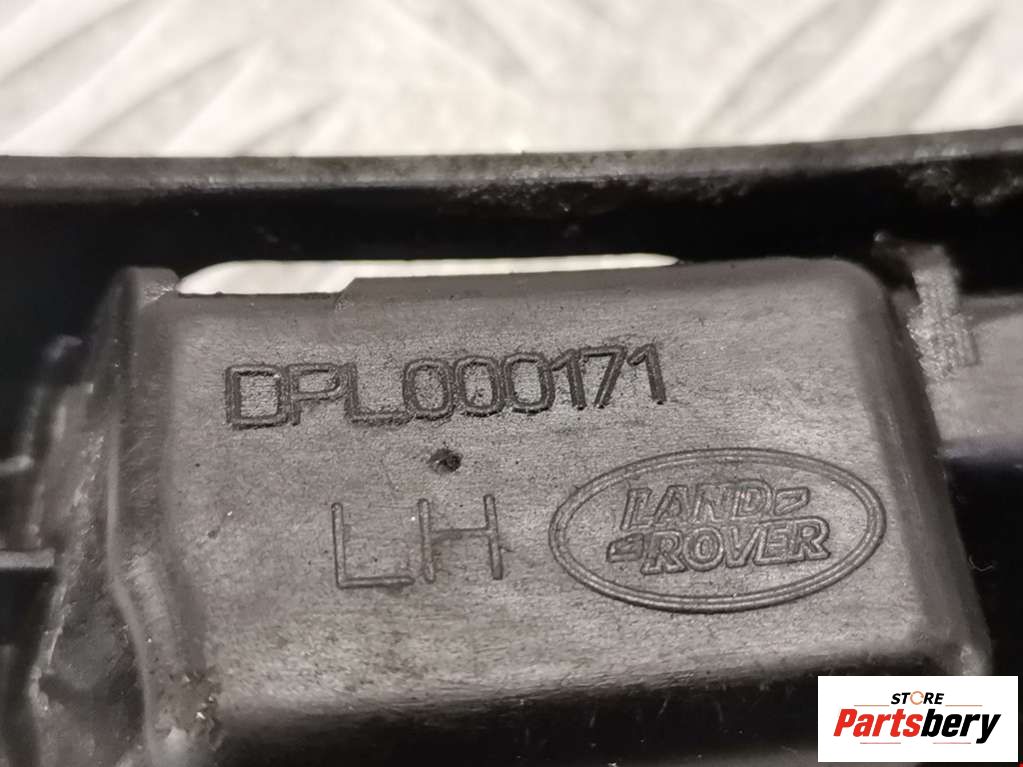 DPL000171
LH
LAND
ROVER
STORE
Partsbery